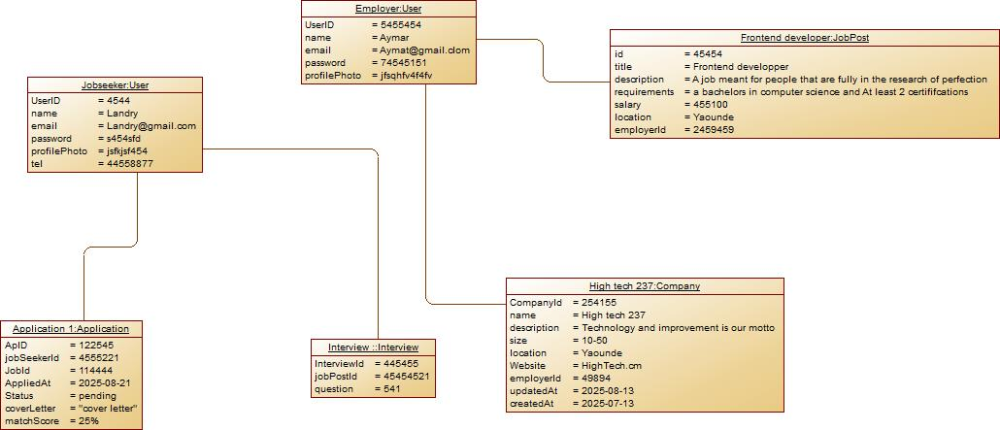 Employer:User
UserID = 5455454
name = Aymar
email = Aymat@gmail.clom
password = 74545151
profilePhoto = jfsqhfv4f4fv
Frontend developer:JobPost
id = 45454
title = Frontend developper
description = A job meant for people that are fully in the research of perfection
requirements = a bachelors in computer science and At least 2 certififcations
salary = 455100
location = Yaounde
employerId = 2459459
Jobseeker:User
UserID = 4544
name = Landry
email = Landry@gmail.com
password = s454sfd
profilePhoto = jsfkjsf454
tel = 44558877
High tech 237:Company
CompanyId = 254155
name = High tech 237
description = Technology and improvement is our motto
size = 10-50
location = Yaounde
Website = HighTech.cm
employerId = 49894
updatedAt = 2025-08-13
createdAt = 2025-07-13
Application 1:Application
ApID = 122545
jobSeekerId = 4555221
JobId = 114444
AppliedAt = 2025-08-21
Status = pending
coverLetter = "cover letter"
matchScore = 25%
Interview ::Interview
InterviewId = 445455
jobPostId = 45454521
question = 541